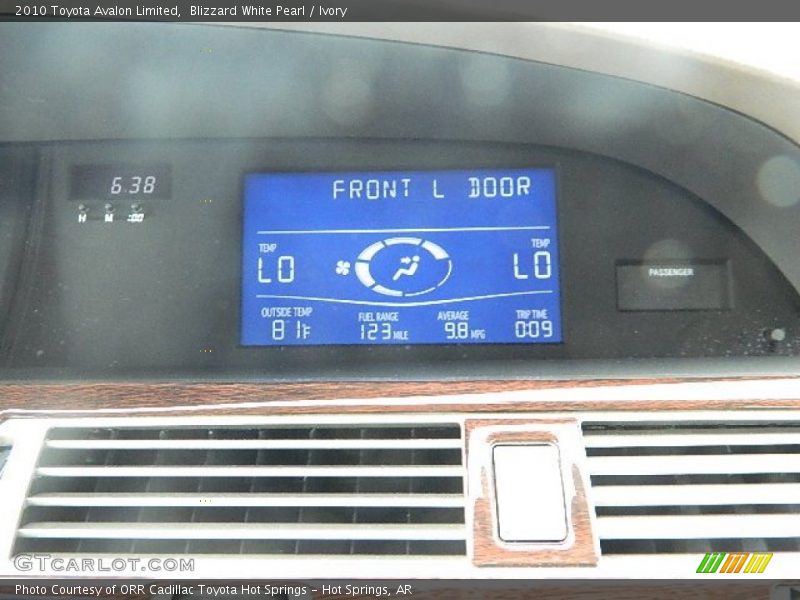 2010 Toyota Avalon Limited,  Blizzard White Pearl / Ivory
6:38
H M :00
FRONT L DOOR
TEMP TEMP
LO LO
OUTSIDE TEMP FUEL RANGE AVERAGE TRIP TIME
81°F 123 MILE 9.8 MPG 0:09
PASSENGER
GTCARLOT.COM
Photo Courtesy of ORR Cadillac Toyota Hot Springs – Hot Springs, AR